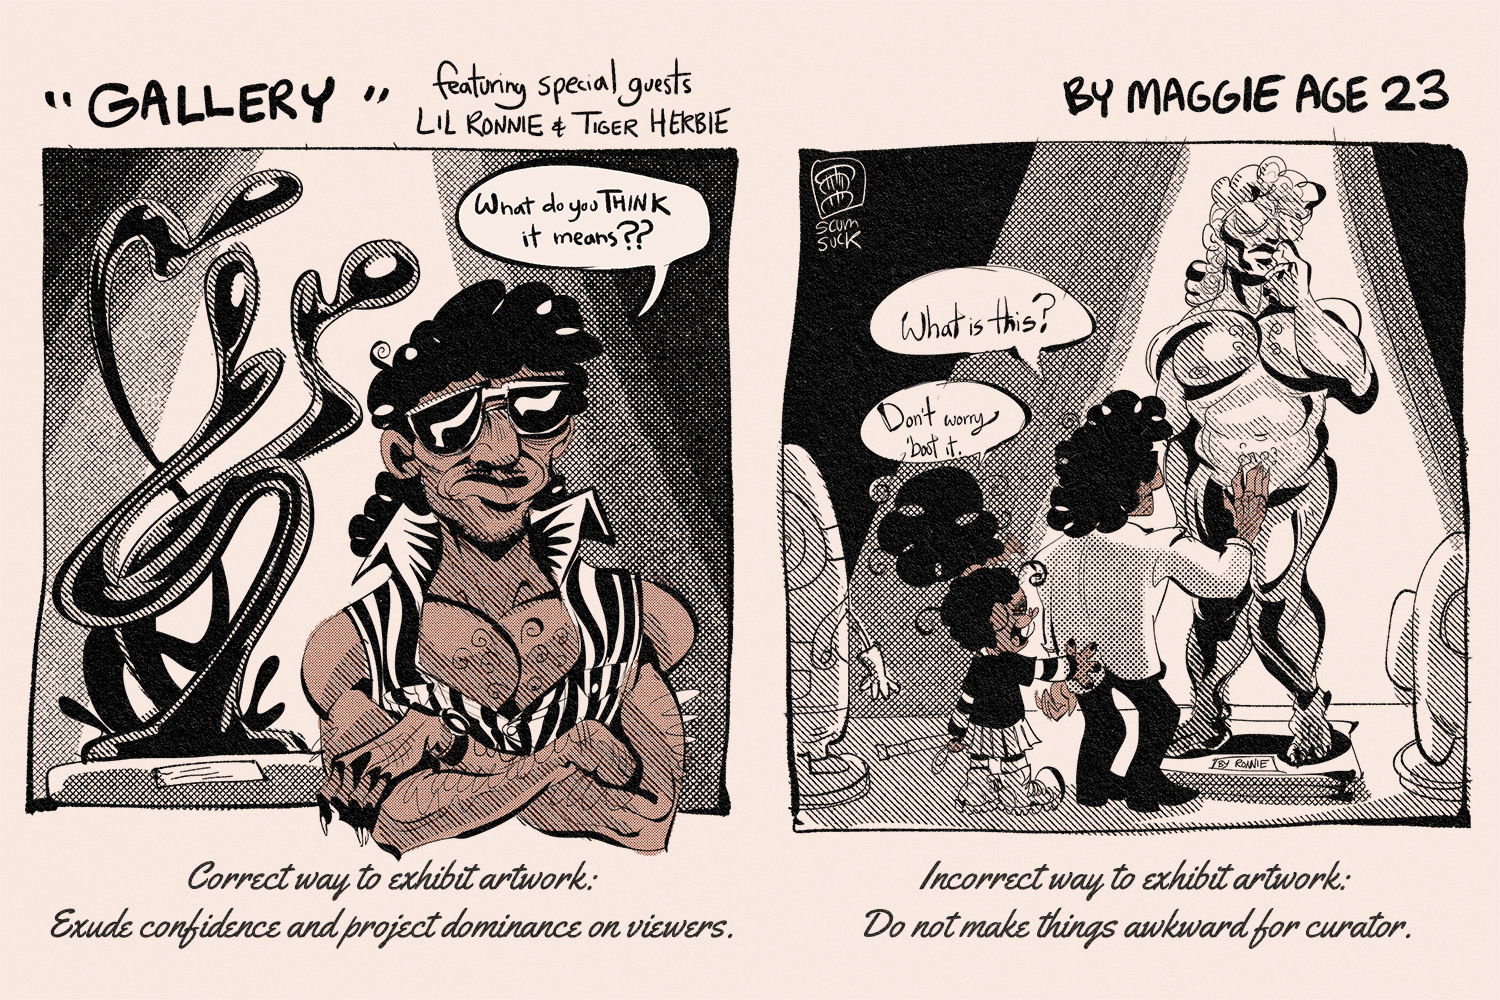 "GALLERY"
featuring special guests
LIL RONNIE & TIGER HERBIE
BY MAGGIE AGE 23
What do you THINK
it means??
SCUM
SUCK
What is this?
Don't worry
'bout it.
BY RONNIE
Correct way to exhibit artwork:
Exude confidence and project dominance on viewers.
Incorrect way to exhibit artwork:
Do not make things awkward for curator.